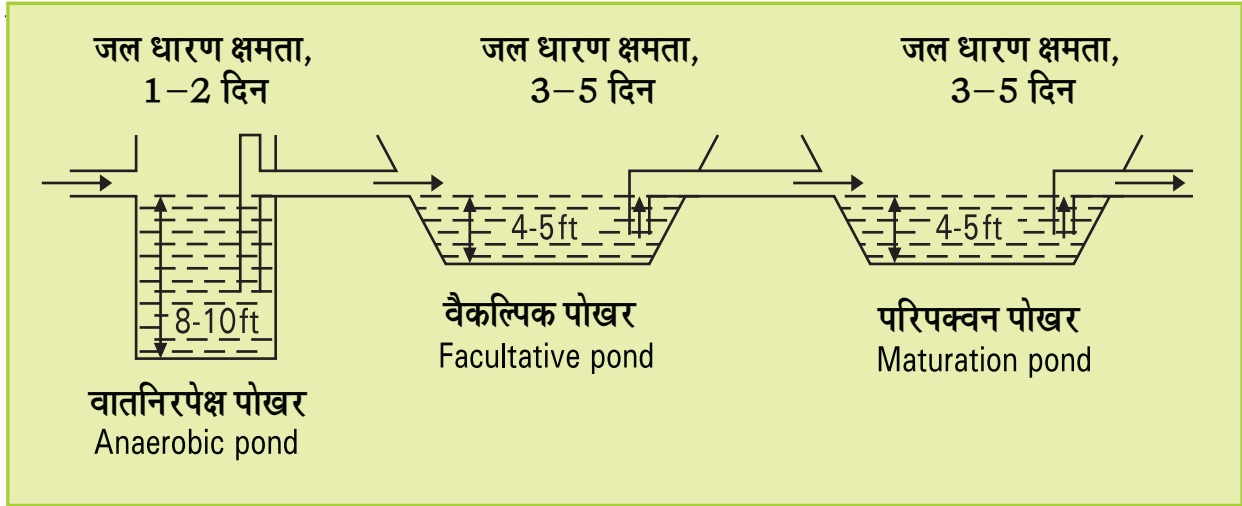 जल धारण क्षमता,
1–2 दिन
जल धारण क्षमता,
3–5 दिन
जल धारण क्षमता,
3–5 दिन
8-10ft
वातनिरपेक्ष पोखर
Anaerobic pond
4-5ft
वैकल्पिक पोखर
Facultative pond
4-5ft
परिपक्वन पोखर
Maturation pond